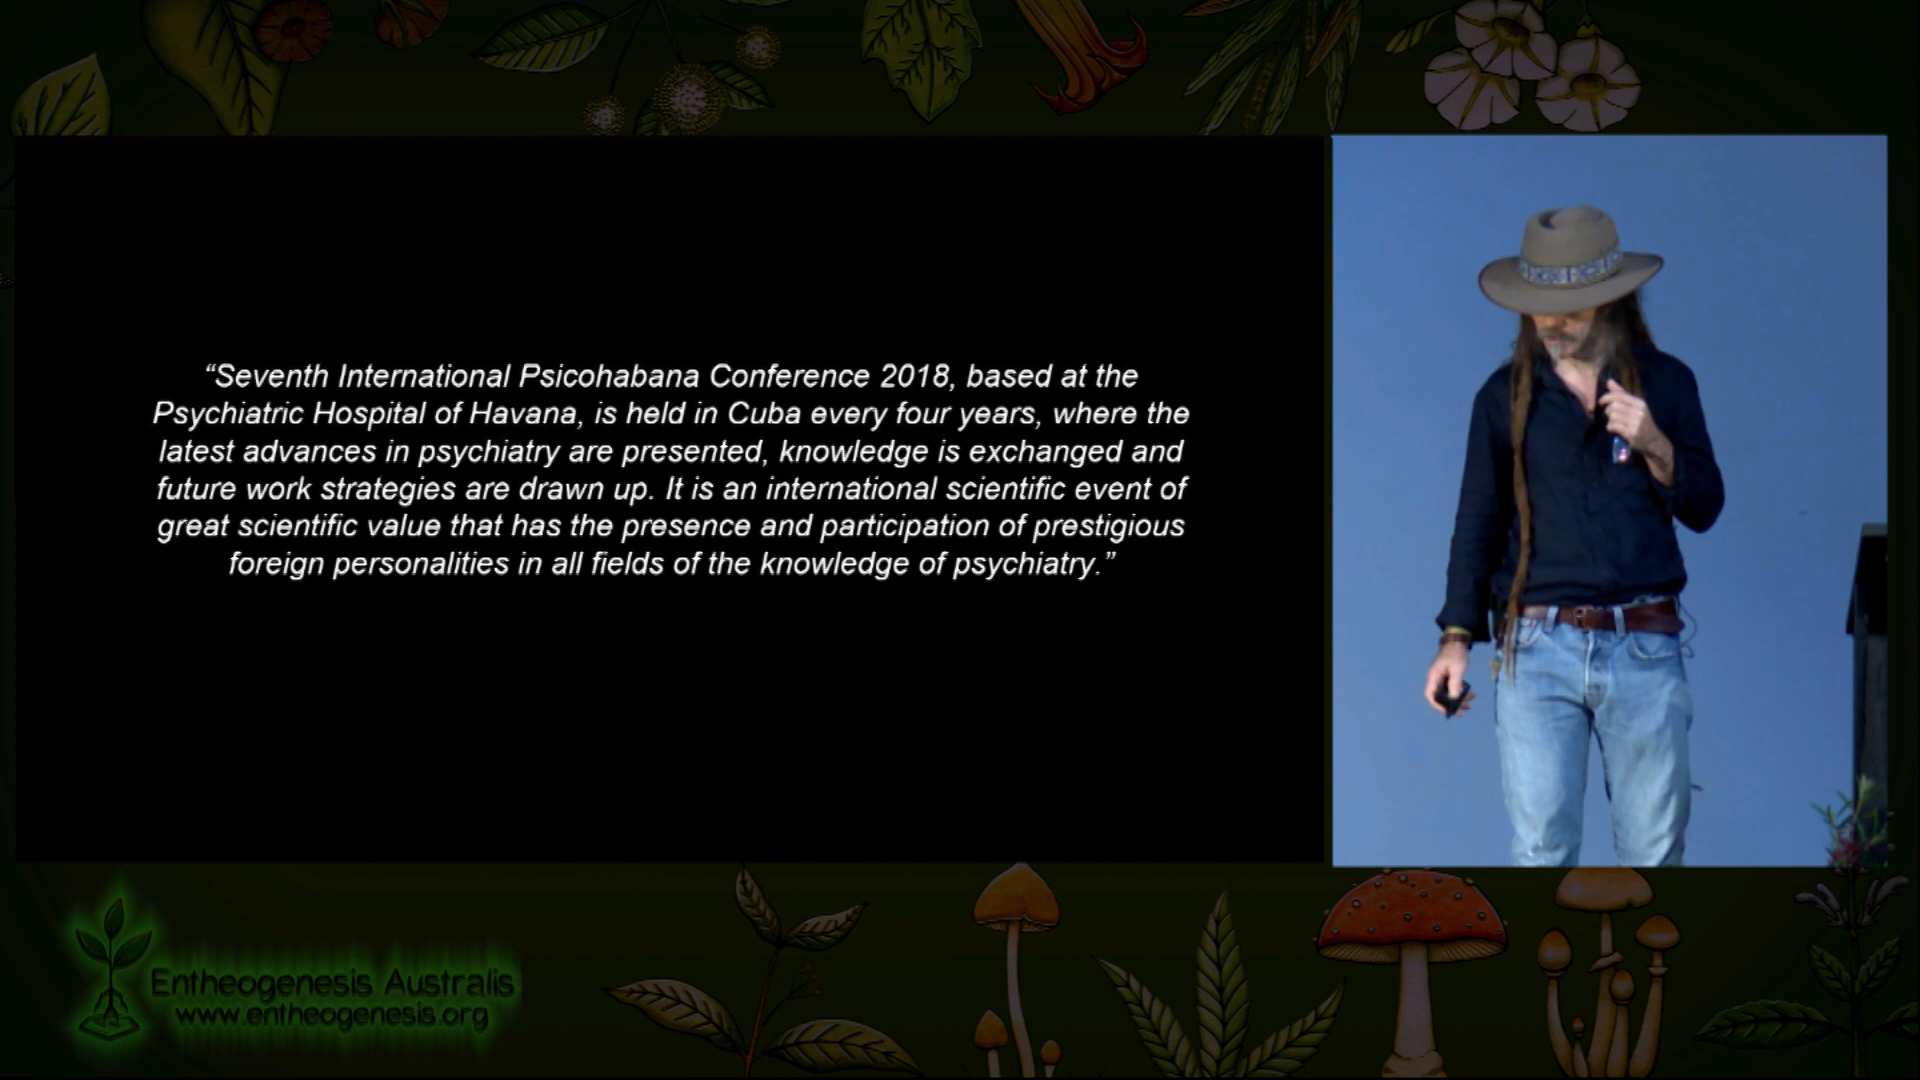 “Seventh International Psicohabana Conference 2018, based at the
Psychiatric Hospital of Havana, is held in Cuba every four years, where the
latest advances in psychiatry are presented, knowledge is exchanged and
future work strategies are drawn up. It is an international scientific event of
great scientific value that has the presence and participation of prestigious
foreign personalities in all fields of the knowledge of psychiatry.”
Entheogenesis Australis
www.entheogenesis.org